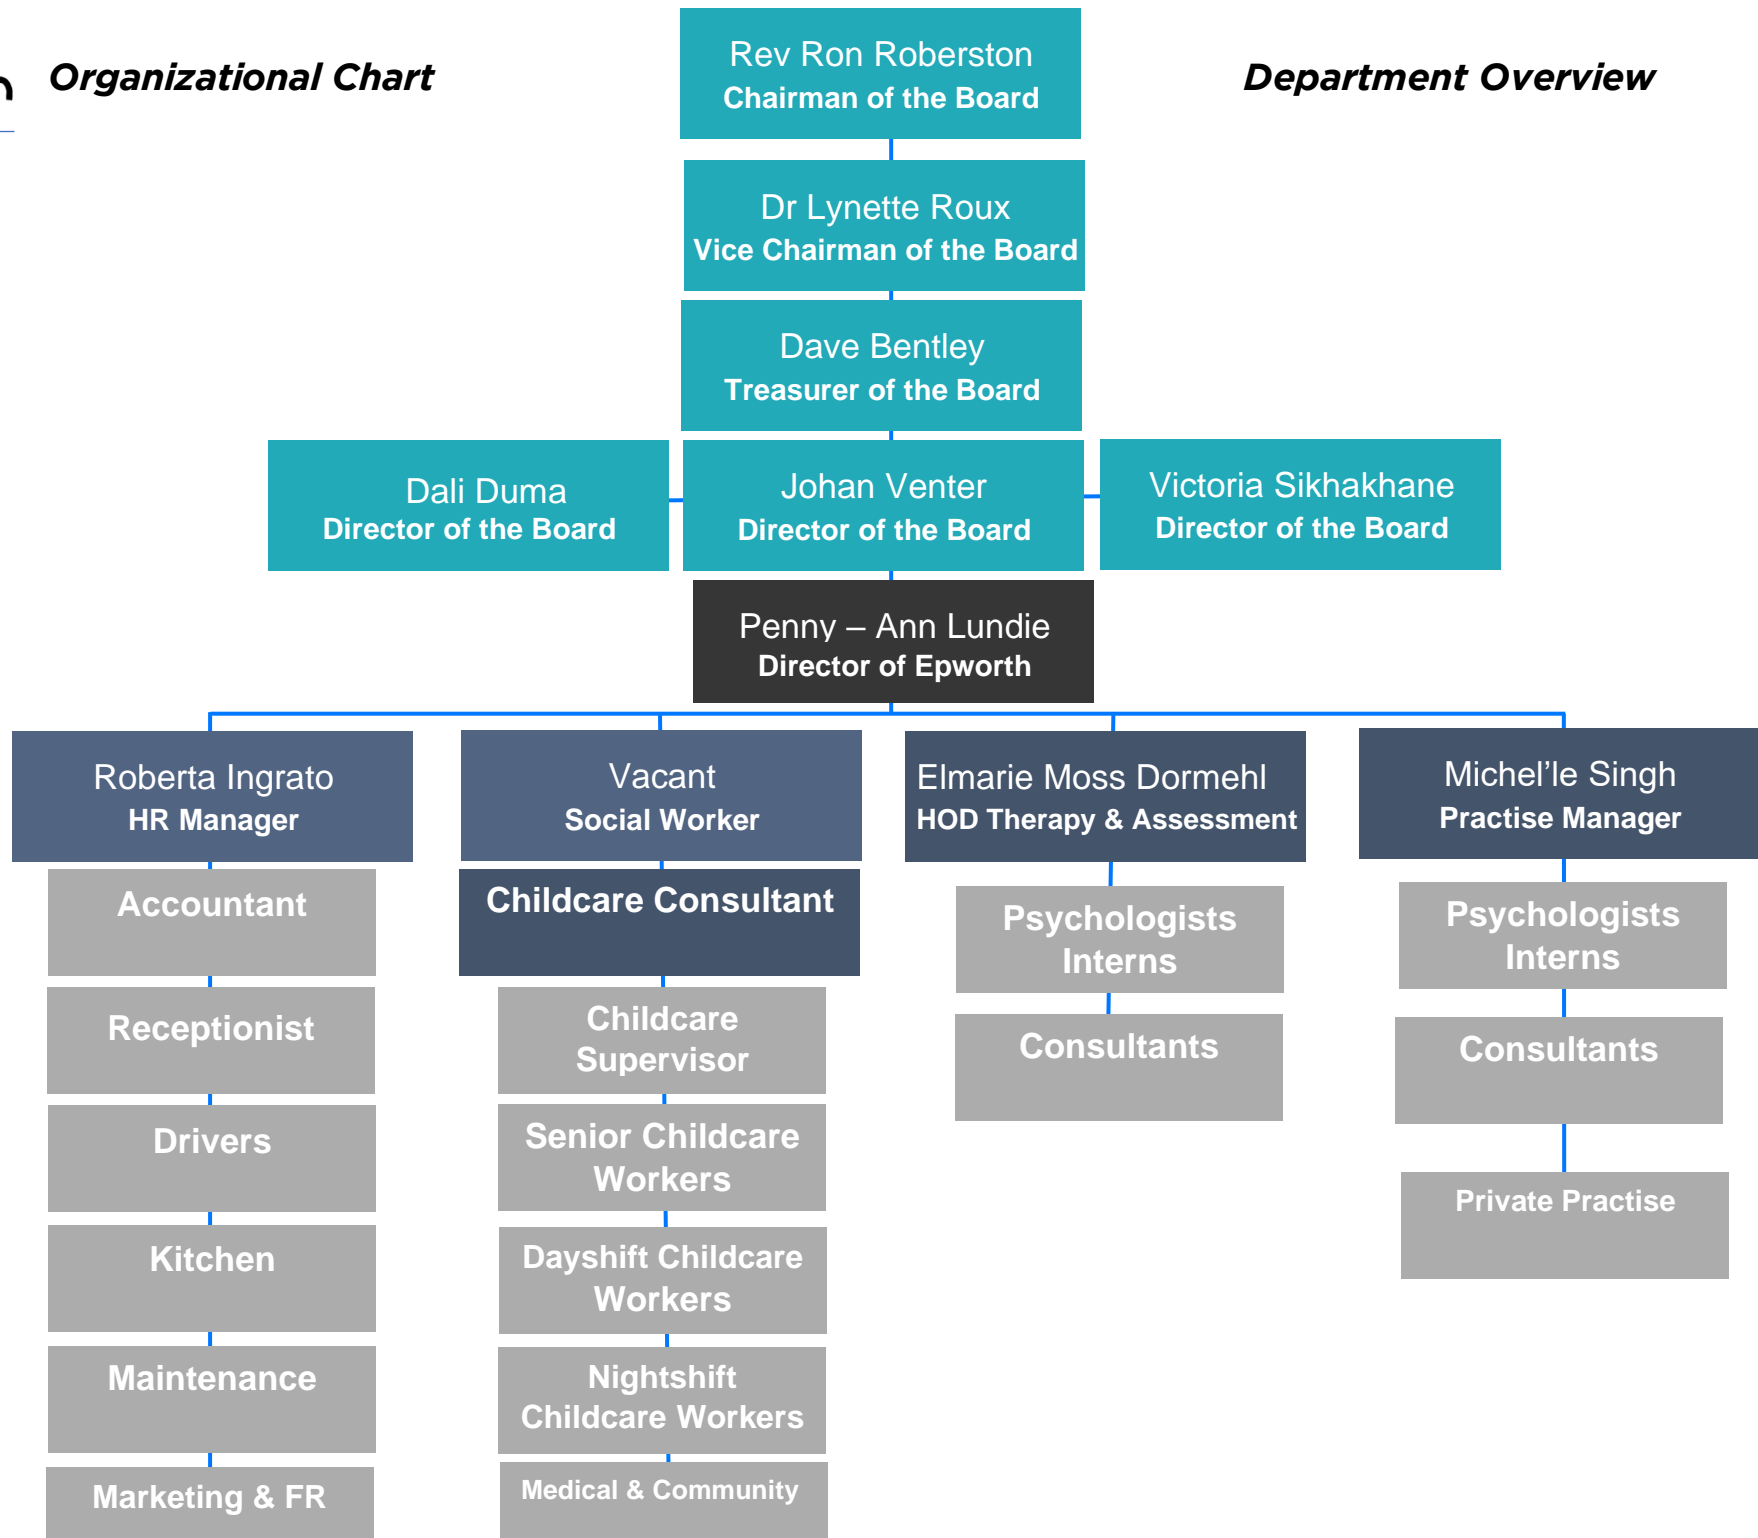 Organizational Chart
Department Overview
Rev Ron Roberston
Chairman of the Board
Dr Lynette Roux
Vice Chairman of the Board
Dave Bentley
Treasurer of the Board
Dali Duma
Director of the Board
Johan Venter
Director of the Board
Victoria Sikhakhane
Director of the Board
Penny – Ann Lundie
Director of Epworth
Roberta Ingrato
HR Manager
Vacant
Social Worker
Elmarie Moss Dormehl
HOD Therapy & Assessment
Michel’le Singh
Practise Manager
Accountant
Receptionist
Drivers
Kitchen
Maintenance
Marketing & FR
Childcare Consultant
Childcare
Supervisor
Senior Childcare
Workers
Dayshift Childcare
Workers
Nightshift
Childcare Workers
Medical & Community
Psychologists
Interns
Consultants
Psychologists
Interns
Consultants
Private Practise